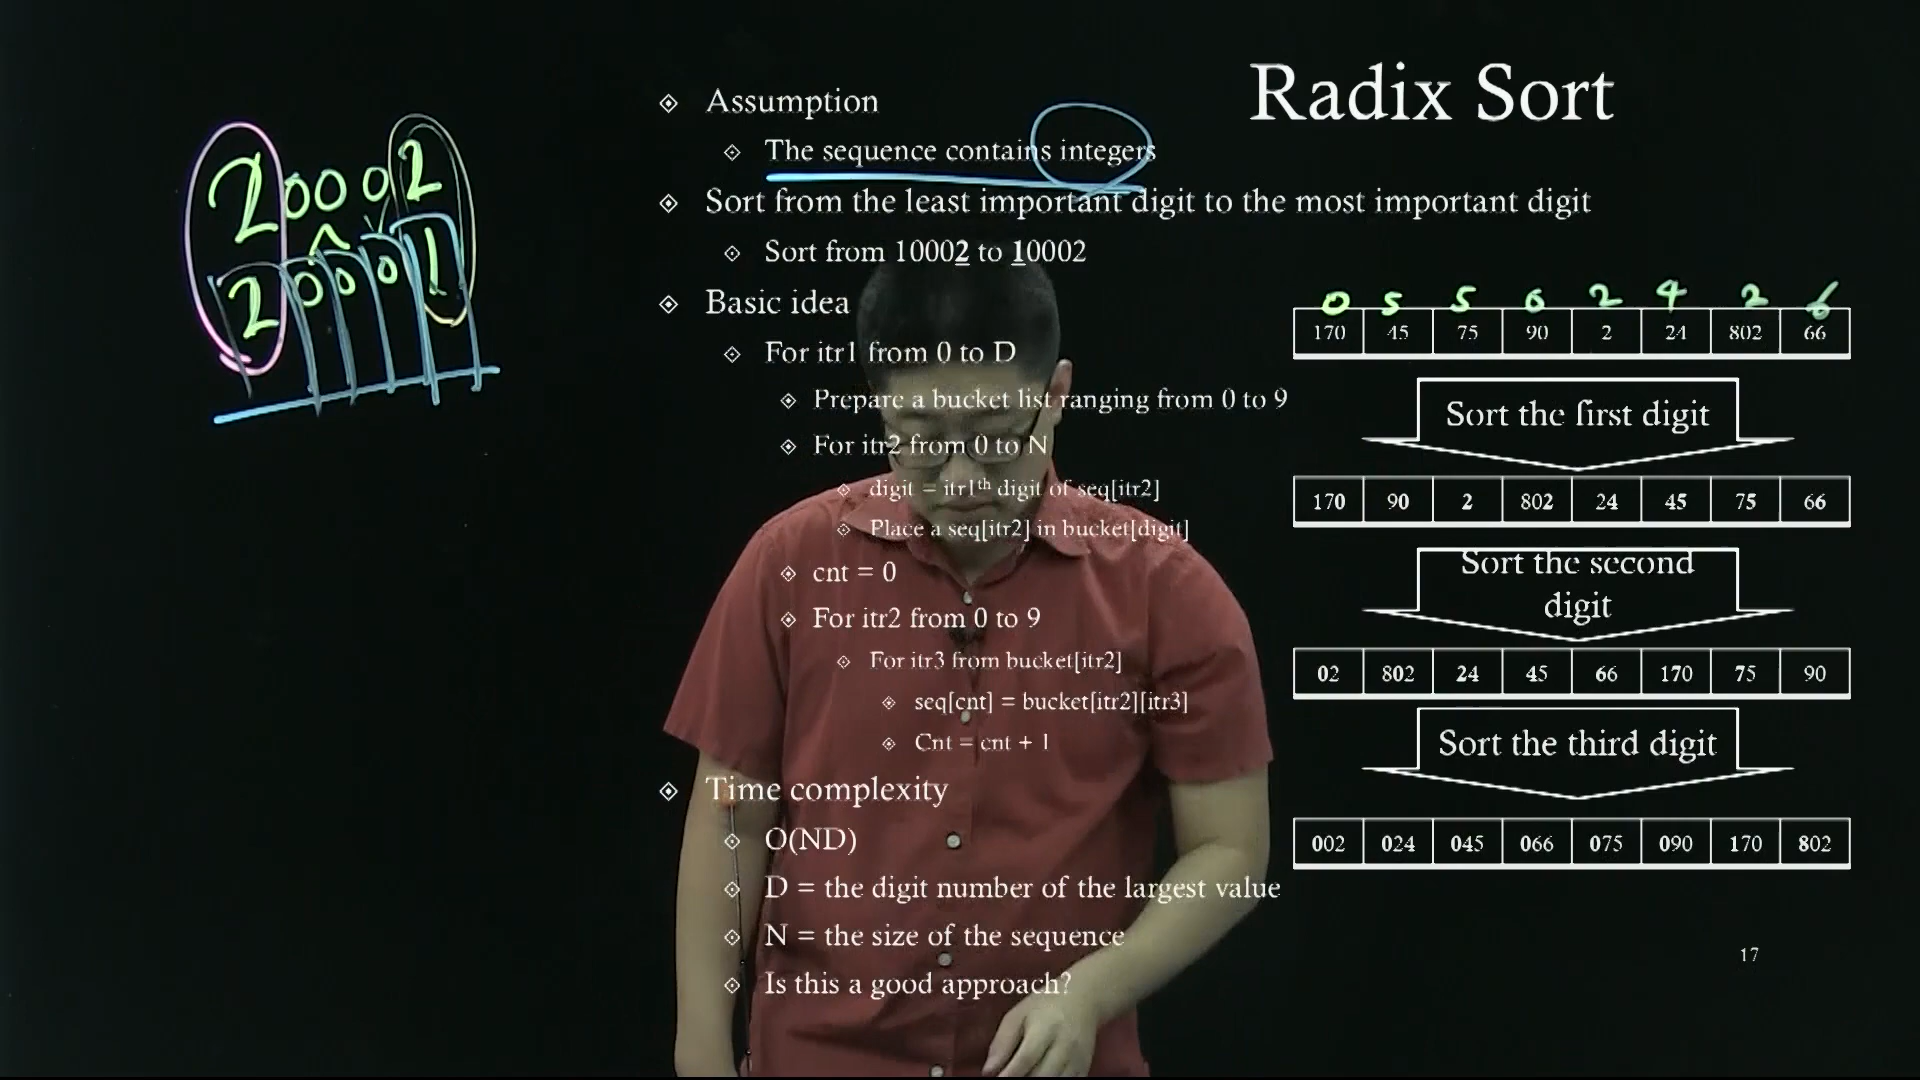 Radix Sort
Assumption
The sequence contains integers
Sort from the least important digit to the most important digit
Sort from 10002 to 10002
Basic idea
For itr1 from 0 to D
Prepare a bucket list ranging from 0 to 9
For itr2 from 0 to N
digit = itr1th digit of seq[itr2]
Place a seq[itr2] in bucket[digit]
cnt = 0
For itr2 from 0 to 9
For itr3 from bucket[itr2]
seq[cnt] = bucket[itr2][itr3]
Cnt = cnt + 1
Time complexity
O(ND)
D = the digit number of the largest value
N = the size of the sequence
Is this a good approach?
20002
20001
0 5 5 0 2 4 2 6
170 45 75 90 2 24 802 66
Sort the first digit
170 90 2 802 24 45 75 66
Sort the second
digit
02 802 24 45 66 170 75 90
Sort the third digit
002 024 045 066 075 090 170 802
17